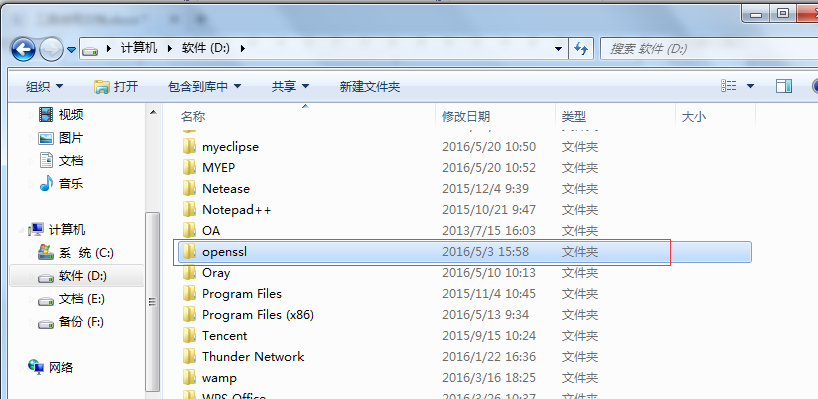 计算机 软件 (D:) 搜索 软件 (D:)
组织 打开 包含到库中 共享 新建文件夹
名称 修改日期 类型 大小
视频
图片
文档
音乐
计算机
系 统 (C:)
软件 (D:)
文档 (E:)
备份 (F:)
网络
myeclipse 2016/5/20 10:50 文件夹
MYEP 2016/5/20 10:52 文件夹
Netease 2015/12/4 9:39 文件夹
Notepad++ 2015/10/21 9:47 文件夹
OA 2013/7/15 16:03 文件夹
openssl 2016/5/3 15:58 文件夹
Oray 2016/5/10 10:13 文件夹
Program Files 2015/11/4 10:45 文件夹
Program Files (x86) 2016/5/13 9:34 文件夹
Tencent 2015/9/15 10:24 文件夹
Thunder Network 2016/1/22 16:36 文件夹
wamp 2016/3/16 18:25 文件夹
WPS Office 2016/3/26 10:37 文件夹